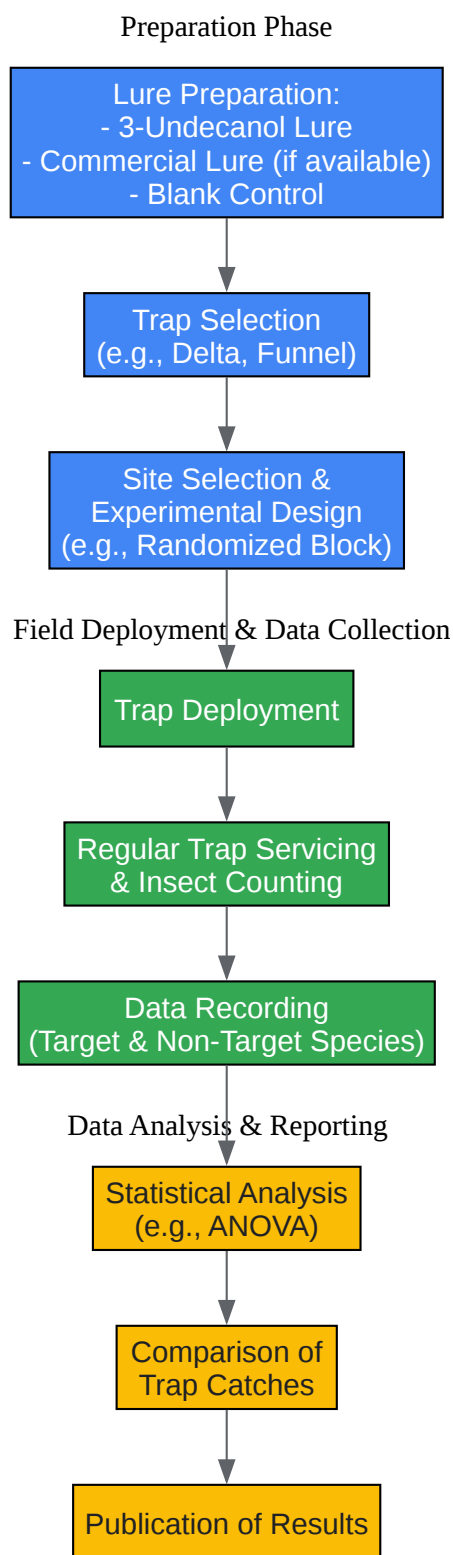 Preparation Phase
Lure Preparation:
- 3-Undecanol Lure
- Commercial Lure (if available)
- Blank Control
Trap Selection
(e.g., Delta, Funnel)
Site Selection &
Experimental Design
(e.g., Randomized Block)
Field Deployment & Data Collection
Trap Deployment
Regular Trap Servicing
& Insect Counting
Data Recording
(Target & Non-Target Species)
Data Analysis & Reporting
Statistical Analysis
(e.g., ANOVA)
Comparison of
Trap Catches
Publication of Results